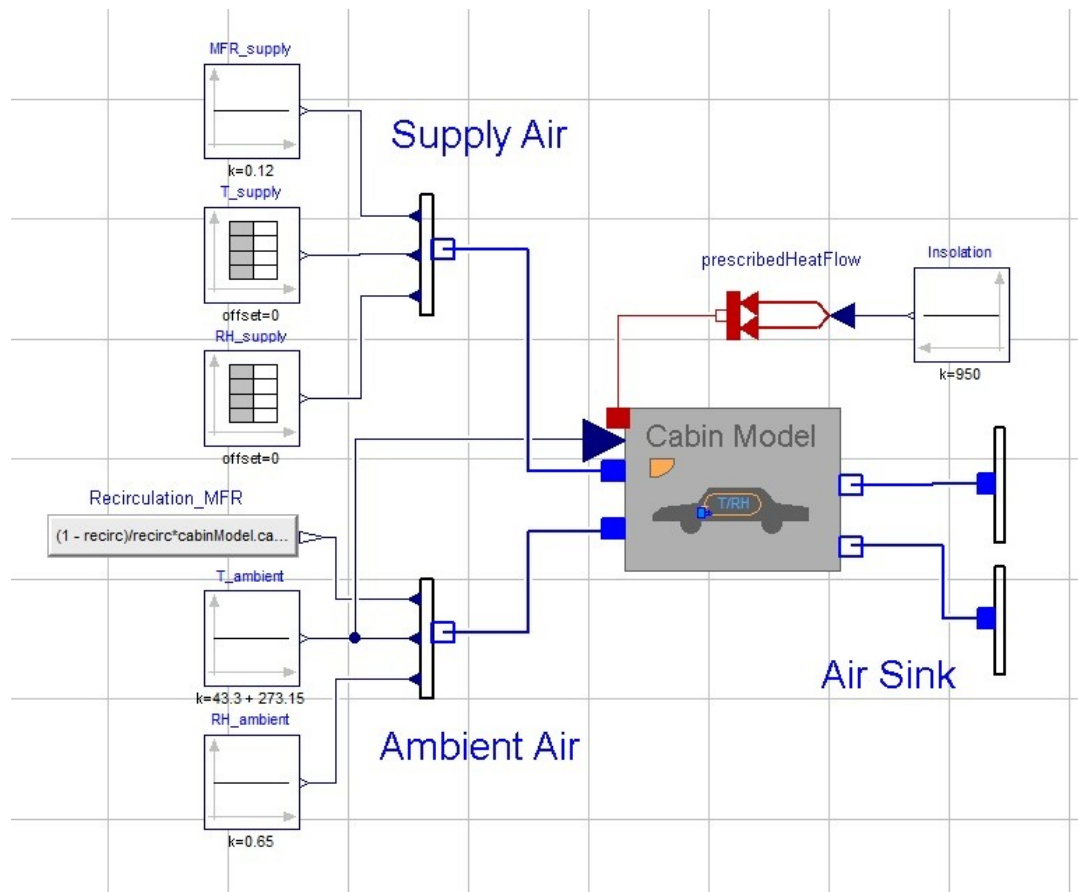 MFR_supply
k=0.12
Supply Air
T_supply
offset=0
RH_supply
offset=0
prescribedHeatFlow
Insolation
k=950
Cabin Model
T/RH
Recirculation_MFR
(1 - recirc)/recirc*cabinModel.ca...
T_ambient
k=43.3 + 273.15
RH_ambient
k=0.65
Ambient Air
Air Sink